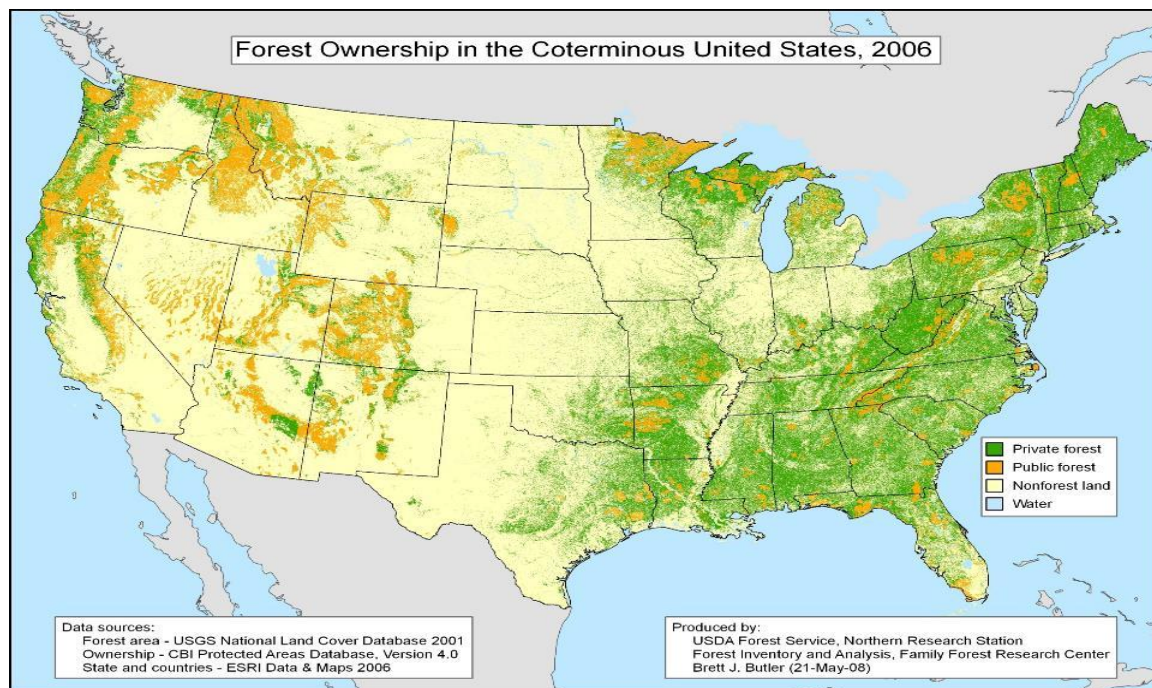 Forest Ownership in the Coterminous United States, 2006
Private forest
Public forest
Nonforest land
Water
Data sources:
Forest area - USGS National Land Cover Database 2001
Ownership - CBI Protected Areas Database, Version 4.0
State and countries - ESRI Data & Maps 2006
Produced by:
USDA Forest Service, Northern Research Station
Forest Inventory and Analysis, Family Forest Research Center
Brett J. Butler (21-May-08)